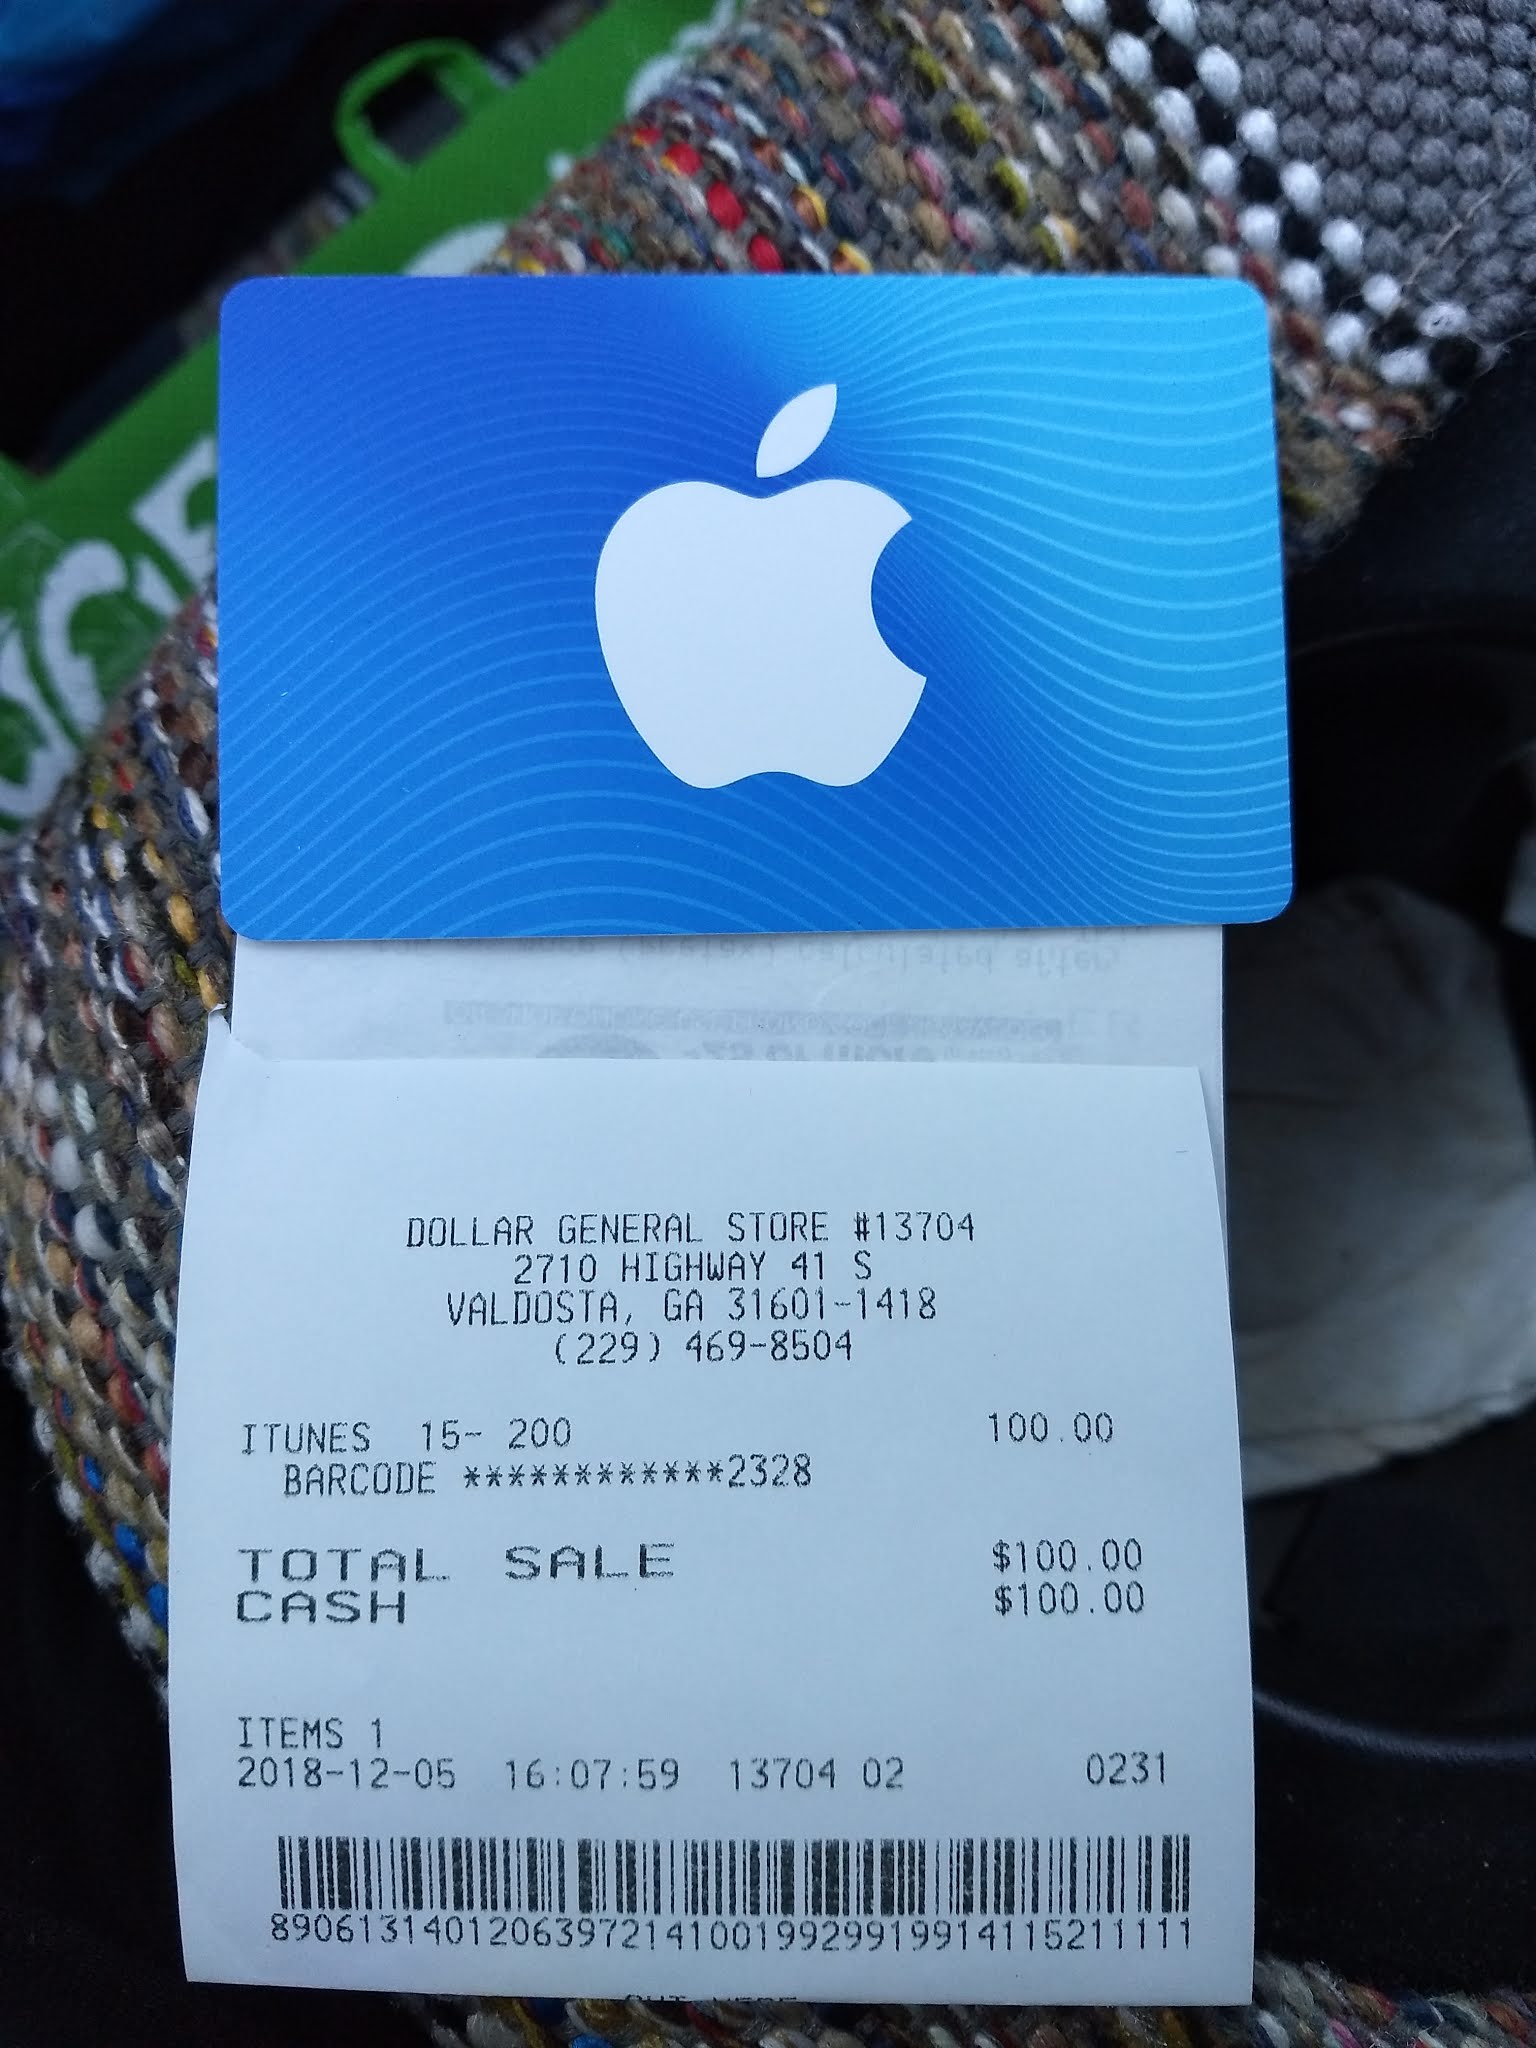 DOLLAR GENERAL STORE #13704
2710 HIGHWAY 41 S
VALDOSTA, GA 31601-1418
(229) 469-8504
ITUNES 15- 200 100.00
BARCODE ************2328
TOTAL SALE $100.00
CASH $100.00
ITEMS 1
2018-12-05 16:07:59 13704 02 0231
890613140120639721410019929919914115211111